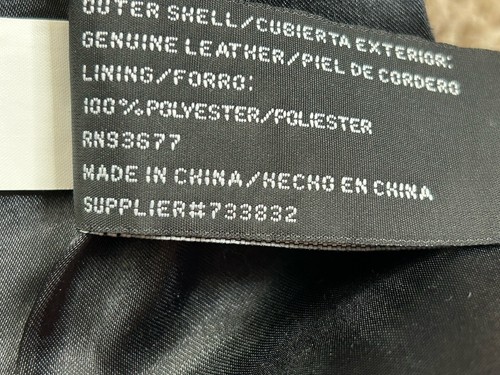 OUTER SHELL/CUBIERTA EXTERIOR:
GENUINE LEATHER/PIEL DE CORDERO
LINING/FORRO:
100%POLYESTER/POLIESTER
RN93677
MADE IN CHINA/HECHO EN CHINA
SUPPLIER#733832